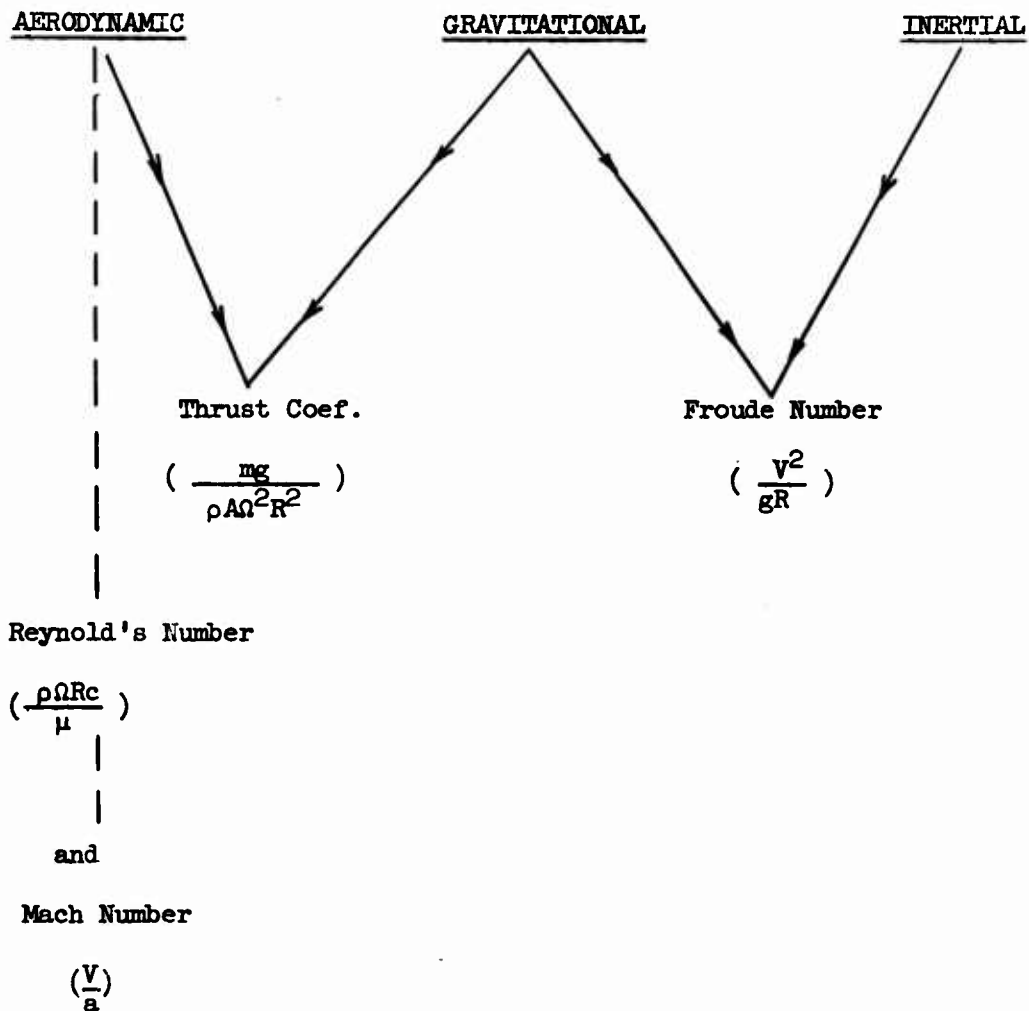 AERODYNAMIC GRAVITATIONAL INERTIAL
Thrust Coef. Froude Number
( mg / ρAΩ²R² ) ( V² / gR )
Reynold's Number
( ρΩRc / μ )
and
Mach Number
( V / a )